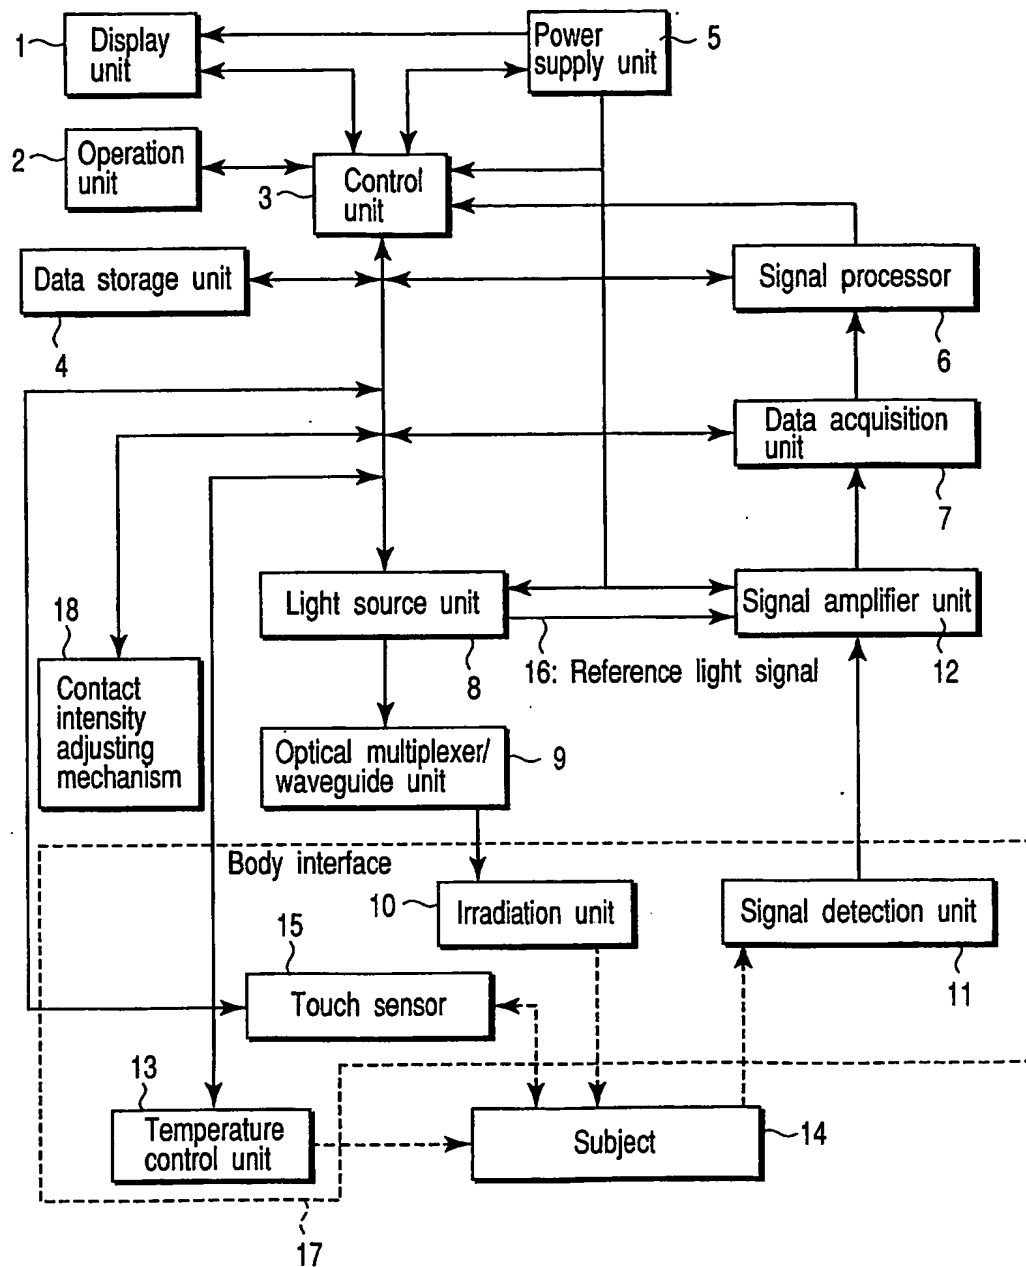 1
Display
unit
Power
supply unit
5
2
Operation
unit
3
Control
unit
Data storage unit
4
Signal processor
6
Data acquisition
unit
7
Light source unit
8
Signal amplifier unit
12
16: Reference light signal
18
Contact
intensity
adjusting
mechanism
Optical multiplexer/
waveguide unit
9
Body interface
10
Irradiation unit
Signal detection unit
11
15
Touch sensor
13
Temperature
control unit
Subject
14
17